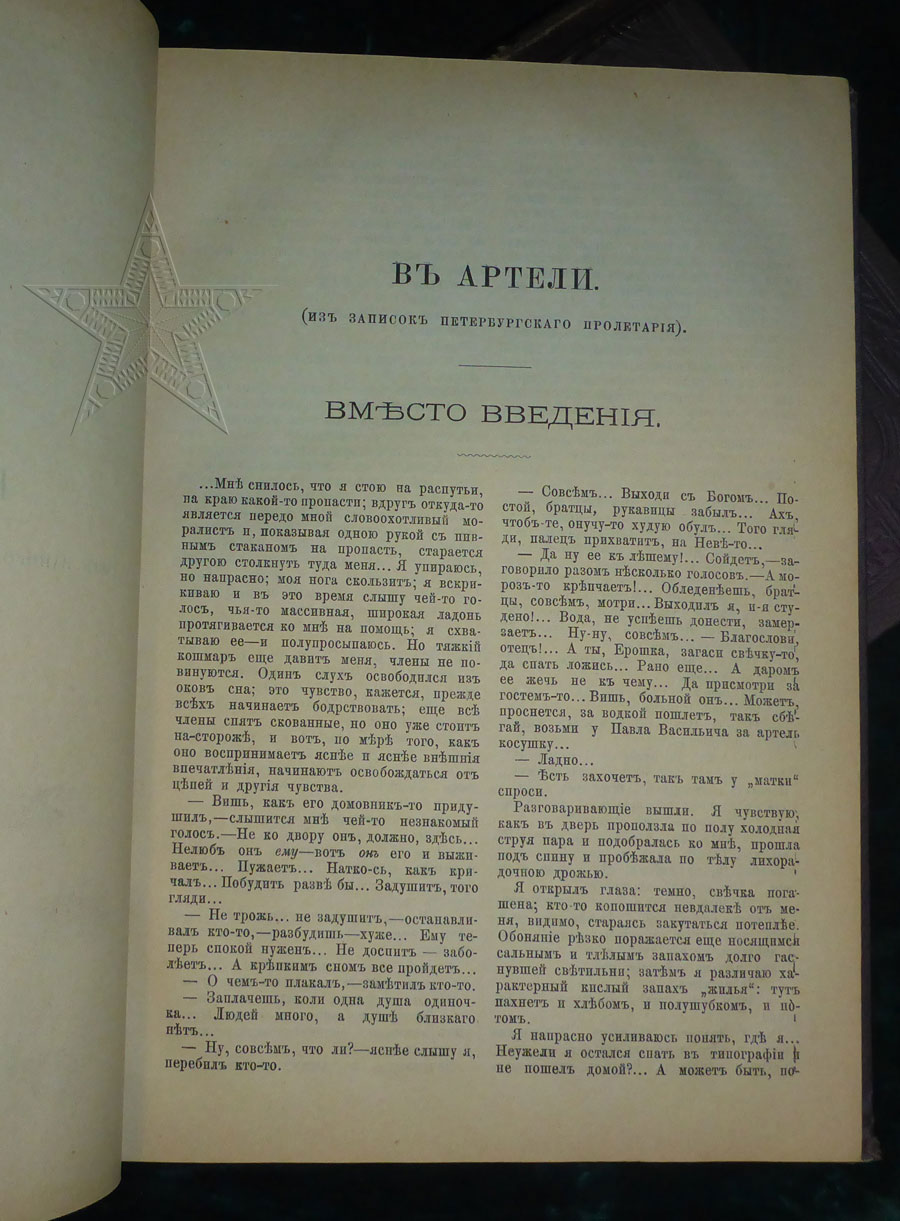 ВЪ АРТЕЛИ.
(ИЗЪ ЗАПИСОКЪ ПЕТЕРБУРГСКАГО ПРОЛЕТАРІЯ).
ВМѢСТО ВВЕДЕНІЯ.
...Мнѣ снилось, что я стою на распутьи,
на краю какой-то пропасти; вдругъ откуда-то
является передо мной словоохотливый мо-
ралистъ и, показывая одною рукой съ пив-
нымъ стаканомъ на пропасть, старается
другою столкнуть туда меня... Я упираюсь,
но напрасно; моя нога скользитъ; я вскри-
киваю и въ это время слышу чей-то го-
лосъ, чья-то массивная, широкая ладонь
протягивается ко мнѣ на помощь; я схва-
тываю ее—и полупросыпаюсь. Но тяжкій
кошмаръ еще давитъ меня, члены не по-
винуются. Одинъ слухъ освободился изъ
оковъ сна; это чувство, кажется, прежде
всѣхъ начинаетъ бодрствовать; еще всѣ
члены спятъ скованные, но оно уже стоитъ
на-сторожѣ, и вотъ, по мѣрѣ того, какъ
оно воспринимаетъ яснѣе и яснѣе внѣшнія
впечатлѣнія, начинаютъ освобождаться отъ
цѣпей и другія чувства.
— Вишь, какъ его домовникъ-то приду-
шилъ,—слышится мнѣ чей-то незнакомый
голосъ.—Не ко двору онъ, должно, здѣсь...
Нелюбъ онъ ему—вотъ онъ его и выжи-
ваетъ... Пужаетъ... Натко-сь, какъ кри-
чалъ... Побудить развѣ бы... Задушитъ, того
гляди...
— Не трожь... не задушитъ,—останавли-
валъ кто-то,—разбудишь—хуже... Ему те-
перь спокой нуженъ... Не доспитъ — забо-
лѣетъ... А крѣпкимъ сномъ все пройдетъ...
— О чемъ-то плакалъ,—замѣтилъ кто-то.
— Заплачешь, коли одна душа одиноч-
ка... Людей много, а душѣ близкаго
нѣтъ...
— Ну, совсѣмъ, что ли?—яснѣе слышу я,
перебилъ кто-то.
— Совсѣмъ... Выходи съ Богомъ... По-
стой, братцы, рукавицы забылъ... Ахъ,
чтобъ-те, онучу-то худую обулъ... Того гля-
ди, палецъ прихватитъ, на Невѣ-то...
— Да ну ее къ лѣшему!... Сойдетъ,—за-
говорило разомъ нѣсколько голосовъ.—А мо-
розъ-то крѣпчаетъ!... Обледенѣешь, брат-
цы, совсѣмъ, мотри... Выходилъ я, и-я сту-
дено!... Вода, не успѣешь донести, замер-
заетъ... Ну-ну, совсѣмъ... — Благослови,
отецъ!... А ты, Ерошка, загаси свѣчку-то,
да спать ложись... Рано еще... А даромъ
ее жечь не къ чему... Да присмотри за
гостемъ-то... Вишь, больной онъ... Можетъ,
проснется, за водкой пошлетъ, такъ сбѣ-
гай, возьми у Павла Васильича за артель
косушку...
— Ладно...
— Ѣсть захочетъ, такъ тамъ у „матки“
спроси.
Разговаривающіе вышли. Я чувствую,
какъ въ дверь проползла по полу холодная
струя пара и подобралась ко мнѣ, прошла
подъ спину и пробѣжала по тѣлу лихора-
дочною дрожью.
Я открылъ глаза: темно, свѣчка пога-
шена; кто-то копошится невдалекѣ отъ ме-
ня, видимо, стараясь закутаться потеплѣе.
Обоняніе рѣзко поражается еще носящимся
сальнымъ и тлѣлымъ запахомъ долго гас-
нувшей свѣтильни; затѣмъ я различаю ха-
рактерный кислый запахъ „жилья“: тутъ
пахнетъ и хлѣбомъ, и полушубкомъ, и по-
томъ.
Я напрасно усиливаюсь понять, гдѣ я...
Неужели я остался спать въ типографіи и
не пошелъ домой?... А можетъ быть, по-